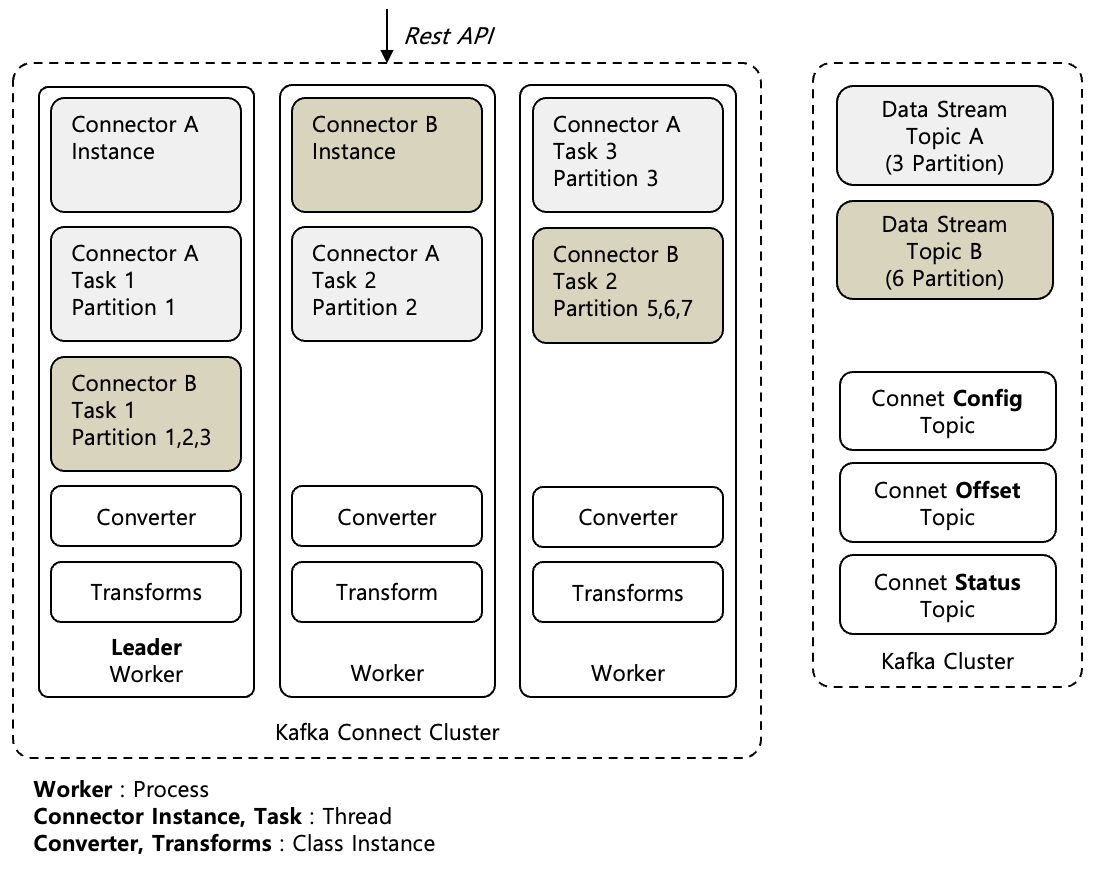 Rest API
Connector A
Instance
Connector A
Task 1
Partition 1
Connector B
Task 1
Partition 1,2,3
Converter
Transforms
Leader
Worker
Connector B
Instance
Connector A
Task 2
Partition 2
Converter
Transform
Worker
Connector A
Task 3
Partition 3
Connector B
Task 2
Partition 5,6,7
Converter
Transforms
Worker
Kafka Connect Cluster
Data Stream
Topic A
(3 Partition)
Data Stream
Topic B
(6 Partition)
Connet Config
Topic
Connet Offset
Topic
Connet Status
Topic
Kafka Cluster
Worker : Process
Connector Instance, Task : Thread
Converter, Transforms : Class Instance